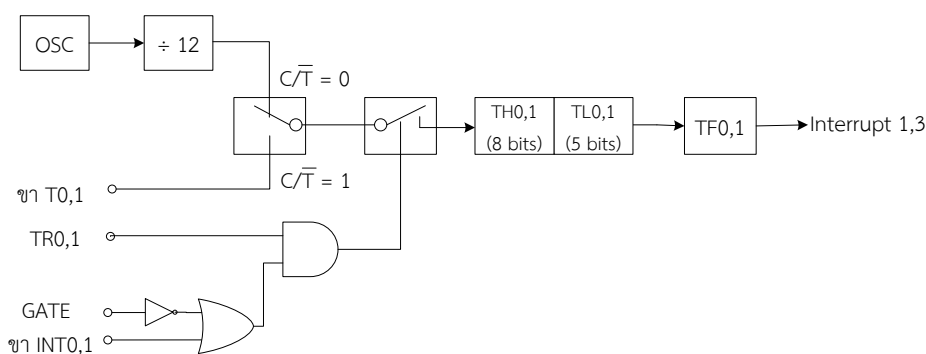 OSC
÷ 12
C/T̅ = 0
TH0,1
(8 bits)
TL0,1
(5 bits)
TF0,1
Interrupt 1,3
C/T̅ = 1
ขา T0,1
TR0,1
GATE
ขา INT0,1